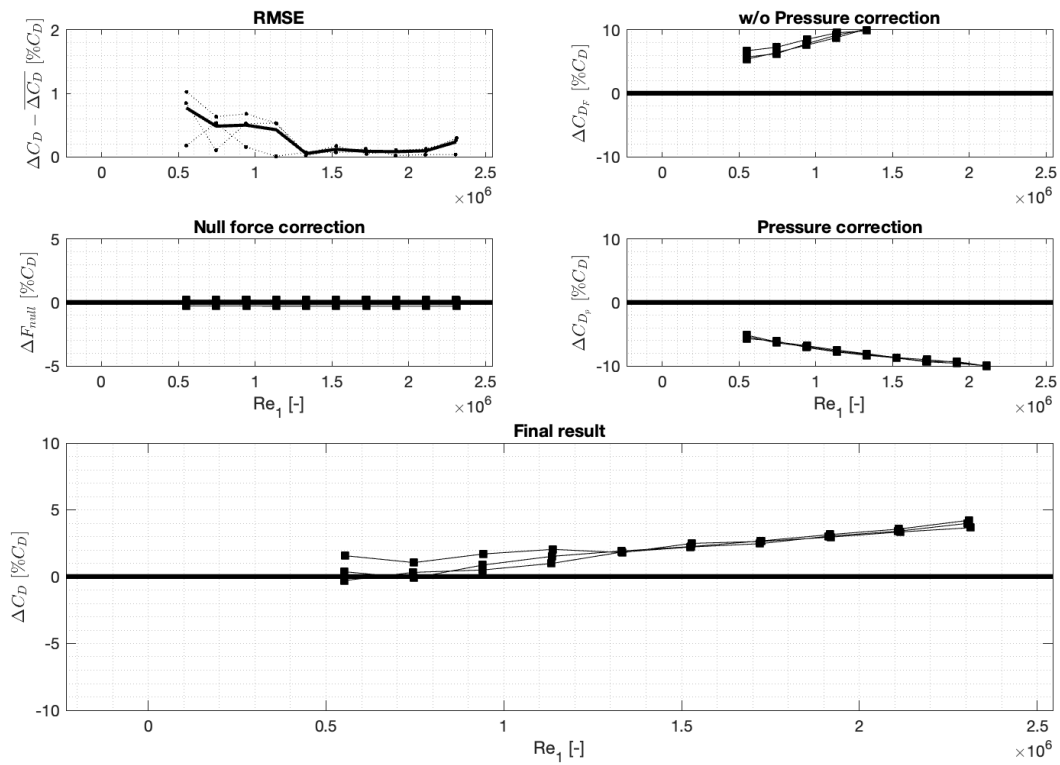 RMSE
ΔC_D − \overline{ΔC_D} [%C_D]
2
1
0
0 0.5 1 1.5 2 2.5
×10^6
w/o Pressure correction
ΔC_{D_F} [%C_D]
10
0
-10
0 0.5 1 1.5 2 2.5
×10^6
Null force correction
ΔF_{null} [%C_D]
5
0
-5
0 0.5 1 1.5 2 2.5
Re_1 [-]
×10^6
Pressure correction
ΔC_{D_p} [%C_D]
10
0
-10
0 0.5 1 1.5 2 2.5
Re_1 [-]
×10^6
Final result
ΔC_D [%C_D]
10
5
0
-5
-10
0 0.5 1 1.5 2 2.5
Re_1 [-]
×10^6